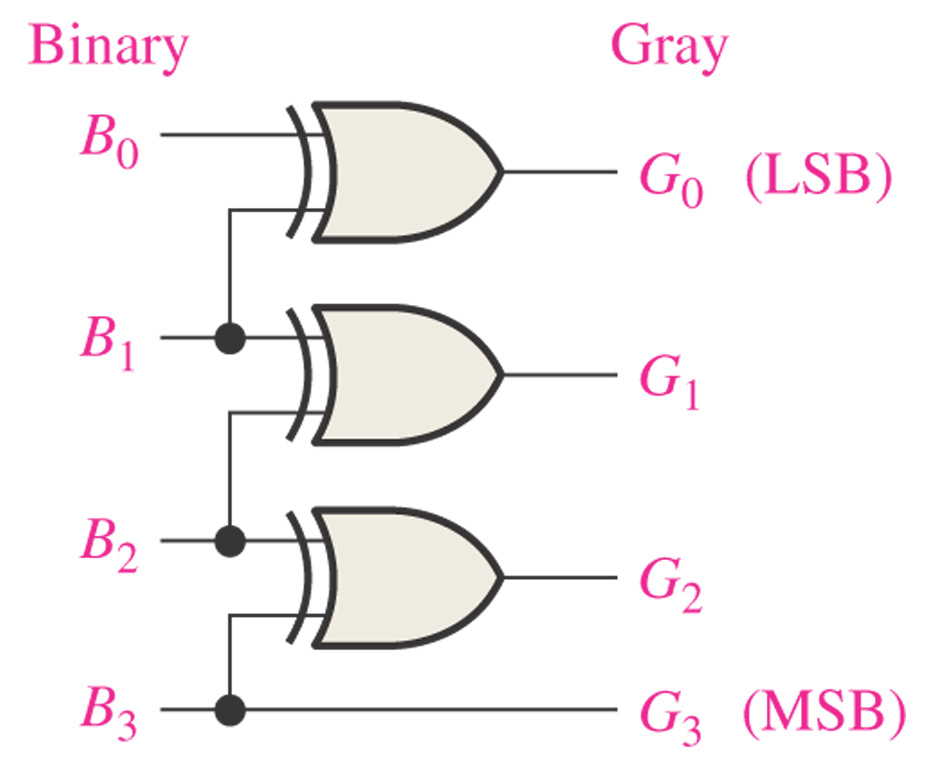 Binary Gray
B₀
G₀ (LSB)
B₁
G₁
B₂
G₂
B₃ G₃ (MSB)